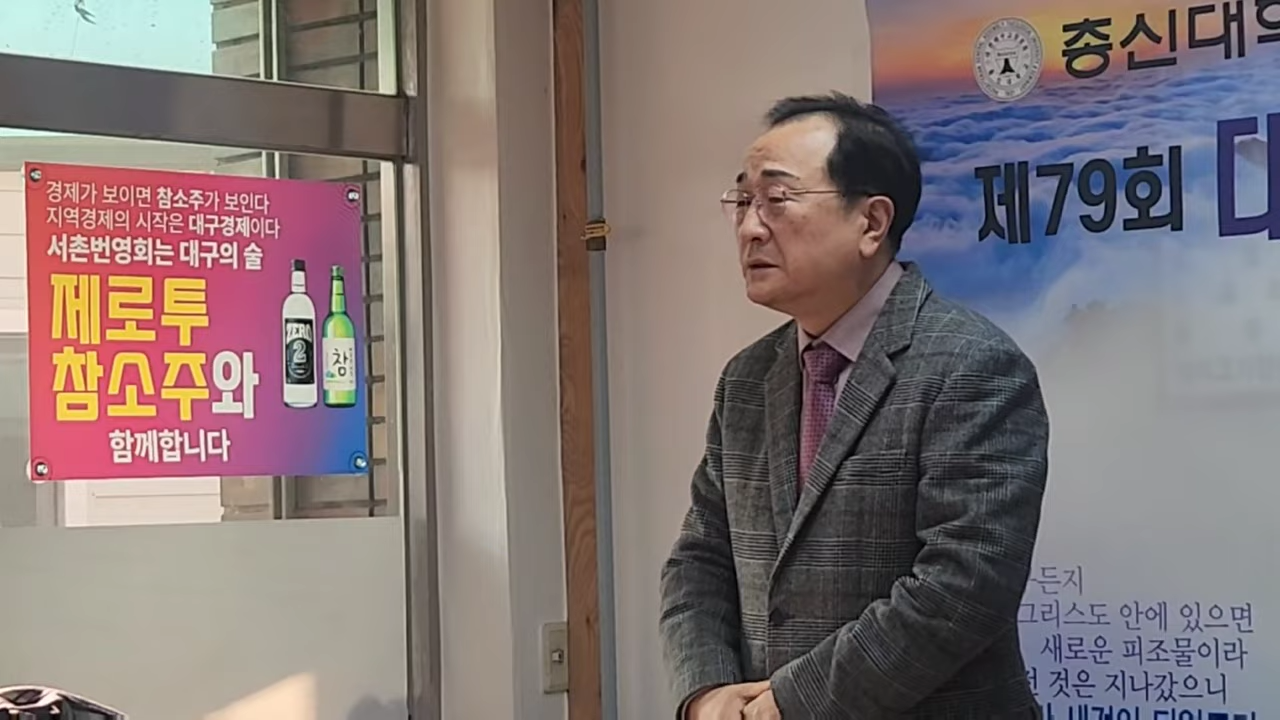 경제가 보이면 참소주가 보인다
지역경제의 시작은 대구경제이다
서촌번영회는 대구의 술
제로투
참소주와
함께합니다
ZERO
2
참
총신대학
제79회
든지
그리스도 안에 있으면
새로운 피조물이라
것은 지나갔으니